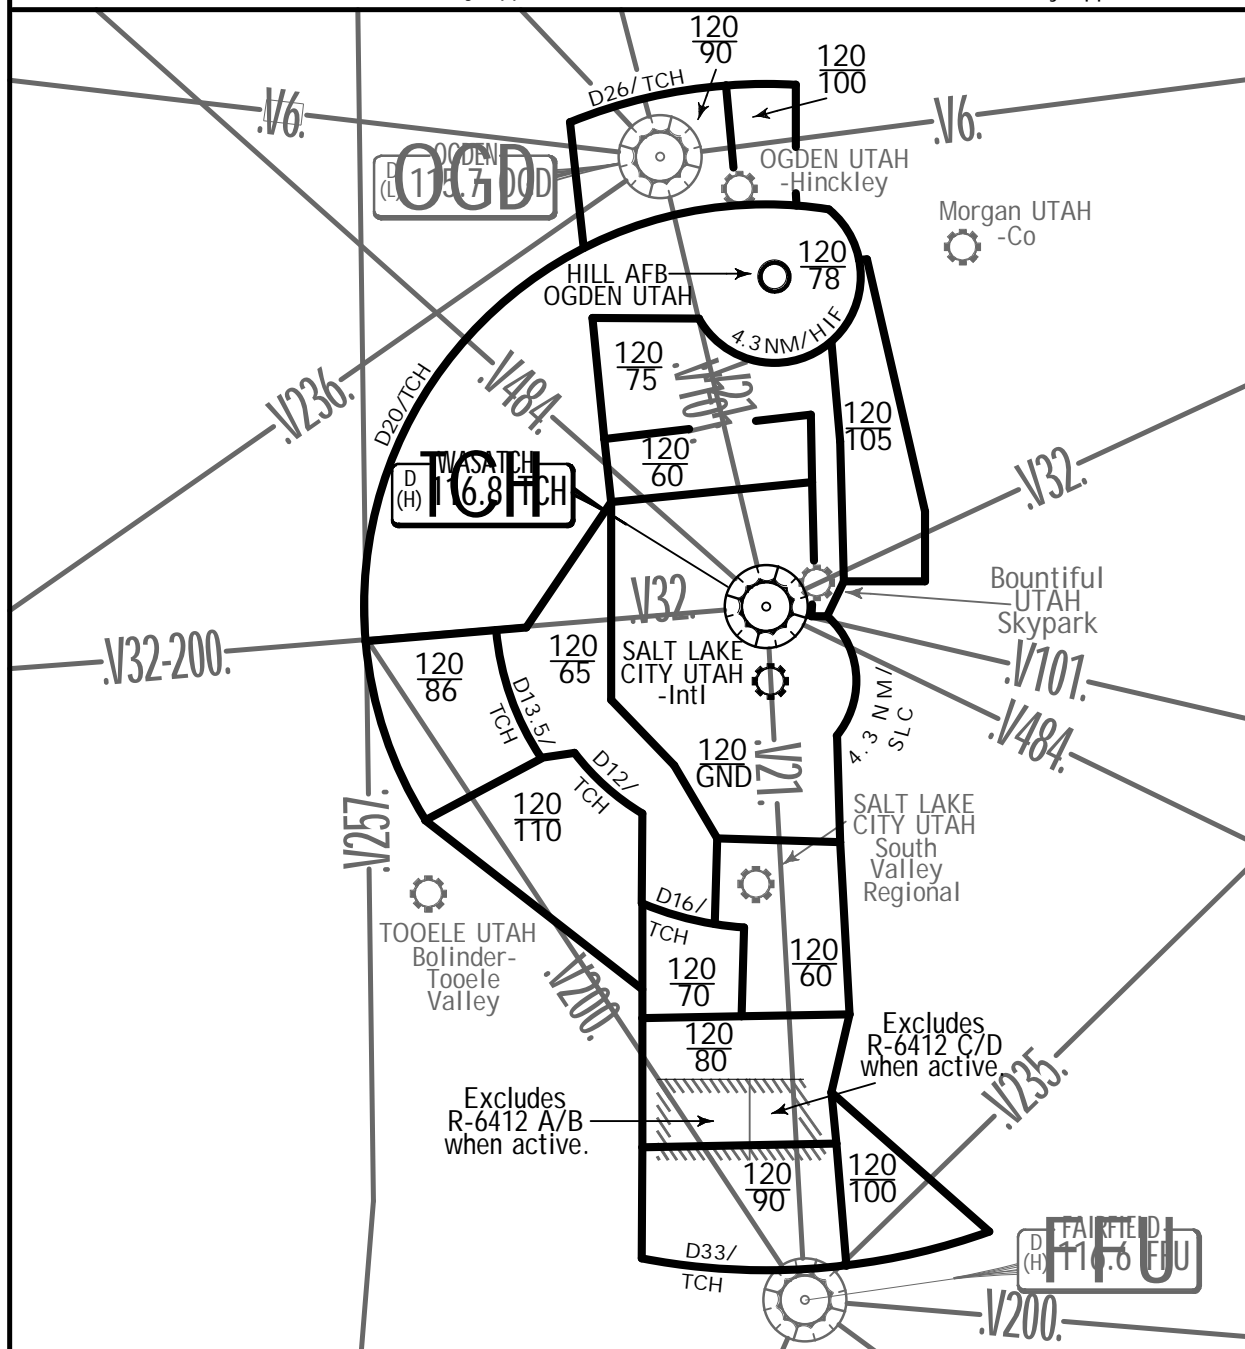 120
90
120
100
D26/TCH
.V6.
.V6.
OGDEN
D
(L)
115.7 OGD
OGD
OGDEN UTAH
-Hinckley
Morgan UTAH
-Co
HILL AFB
OGDEN UTAH
120
78
4.3NM/HIF
120
75
.V21.
.V101.
.V484.
.V236.
D20/TCH
120
105
120
60
WASATCH
D
(H)
116.8 TCH
TCH
.V32.
.V32.
.V32-200.
Bountiful
UTAH
Skypark
120
86
120
65
SALT LAKE
CITY UTAH
-Intl
D13.5/
TCH
.V101.
.V484.
4.3 NM/
SLC
D12/
TCH
120
GND
.V21.
120
110
.V257.
SALT LAKE
CITY UTAH
South
Valley
Regional
D16/
TCH
TOOELE UTAH
Bolinder-
Tooele
Valley
.V200.
120
70
120
60
120
80
Excludes
R-6412 C/D
when active.
.V235.
Excludes
R-6412 A/B
when active.
120
90
120
100
D33/
TCH
FAIRFIELD
D
(H)
116.6 FFU
FFU
.V200.